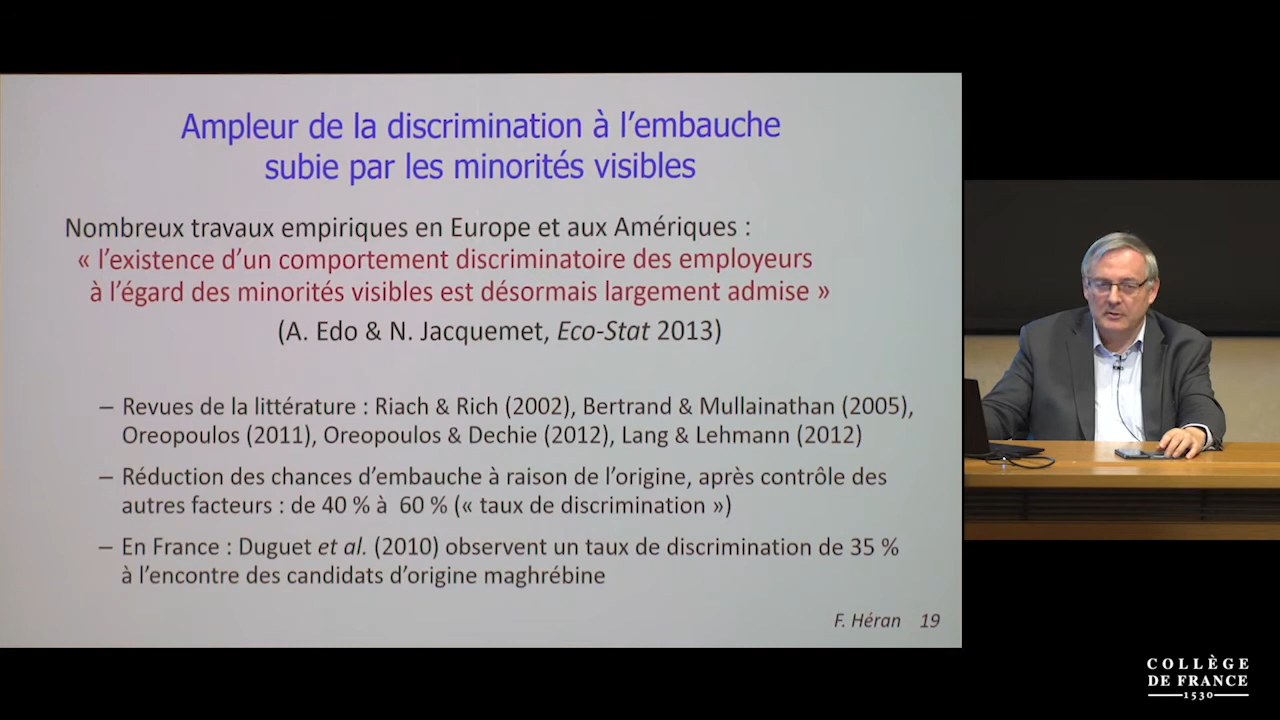 Ampleur de la discrimination à l’embauche
subie par les minorités visibles
Nombreux travaux empiriques en Europe et aux Amériques :
« l’existence d’un comportement discriminatoire des employeurs
à l’égard des minorités visibles est désormais largement admise »
(A. Edo & N. Jacquemet, Eco-Stat 2013)
– Revues de la littérature : Riach & Rich (2002), Bertrand & Mullainathan (2005),
Oreopoulos (2011), Oreopoulos & Dechie (2012), Lang & Lehmann (2012)
– Réduction des chances d’embauche à raison de l’origine, après contrôle des
autres facteurs : de 40 % à 60 % (« taux de discrimination »)
– En France : Duguet et al. (2010) observent un taux de discrimination de 35 %
à l’encontre des candidats d’origine maghrébine
F. Héran 19
COLLÈGE
DE FRANCE
1530